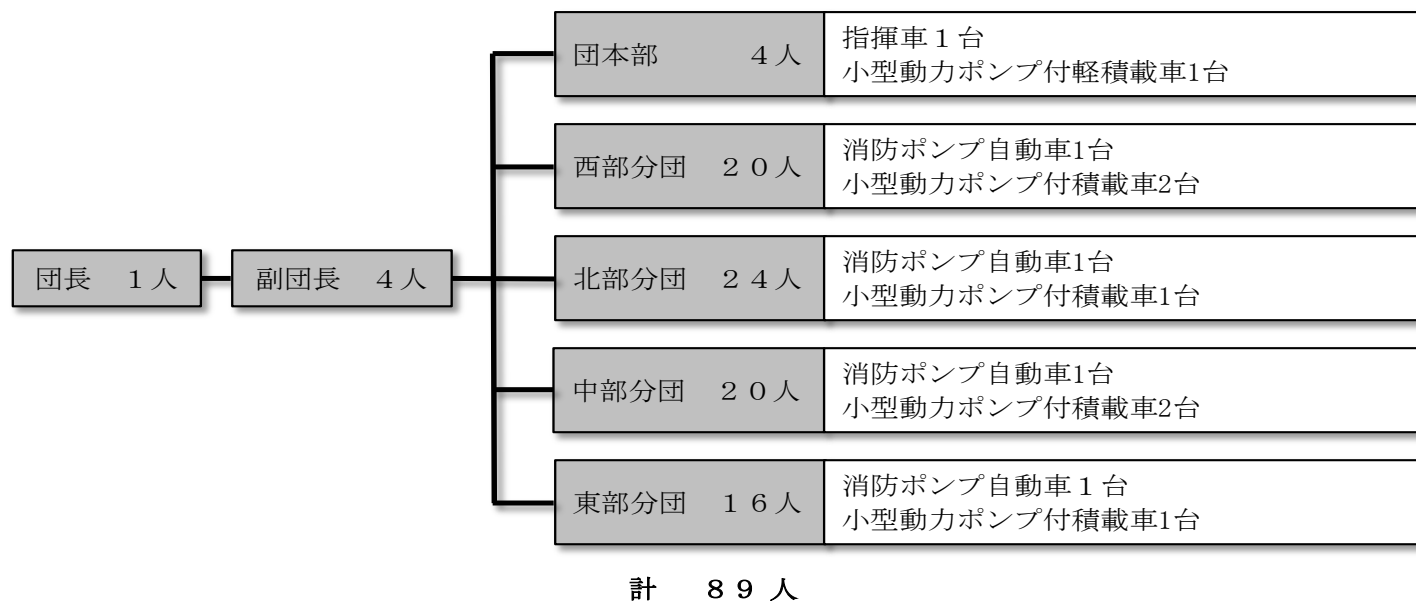 団本部　４人
指揮車１台
小型動力ポンプ付軽積載車1台
西部分団　２０人
消防ポンプ自動車1台
小型動力ポンプ付積載車2台
団長　１人
副団長　４人
北部分団　２４人
消防ポンプ自動車1台
小型動力ポンプ付積載車1台
中部分団　２０人
消防ポンプ自動車1台
小型動力ポンプ付積載車2台
東部分団　１６人
消防ポンプ自動車１台
小型動力ポンプ付積載車1台
計　８９人